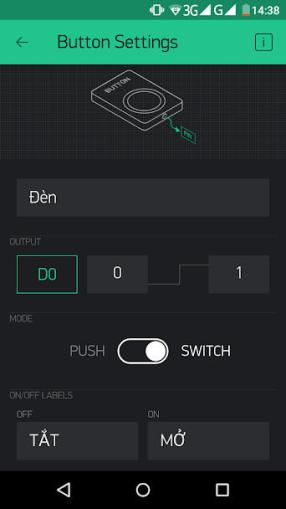 3G G 14:38
Button Settings i
BUTTON
PIN
Đèn
OUTPUT
D0 0 1
MODE
PUSH SWITCH
ON/OFF LABELS
OFF ON
TẮT MỞ